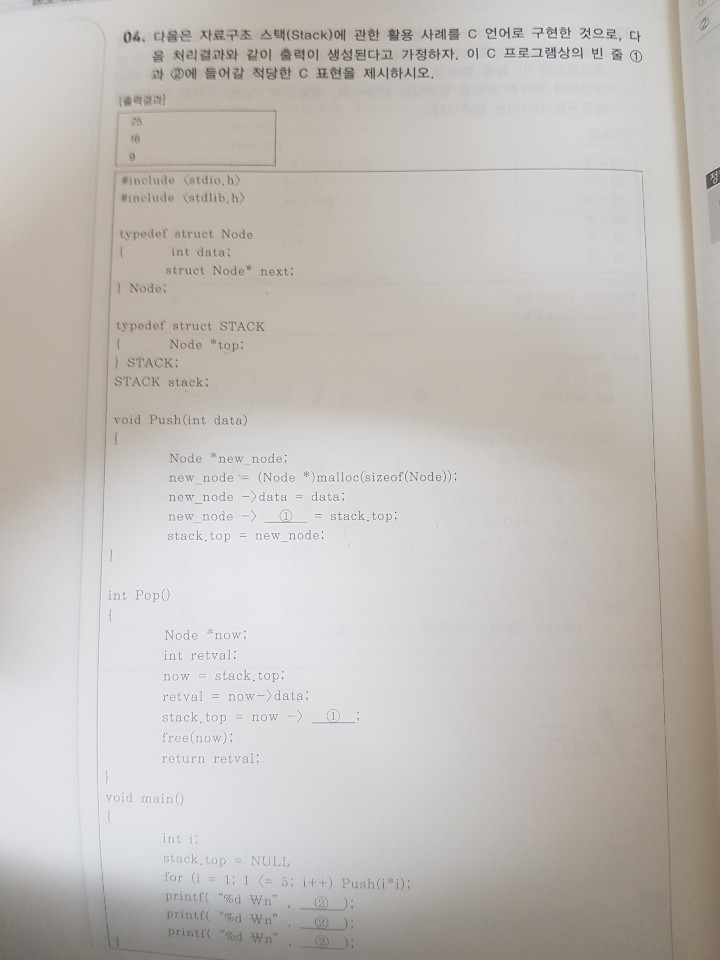 04. 다음은 자료구조 스택(Stack)에 관한 활용 사례를 C 언어로 구현한 것으로, 다
음 처리결과와 같이 출력이 생성된다고 가정하자. 이 C 프로그램상의 빈 줄 ①
과 ②에 들어갈 적당한 C 표현을 제시하시오.
[출력결과]
25
16
9
#include <stdio.h>
#include <stdlib.h>
typedef struct Node
{ int data;
struct Node* next;
} Node;
typedef struct STACK
{ Node *top;
} STACK;
STACK stack;
void Push(int data)
{
Node *new_node;
new_node = (Node *)malloc(sizeof(Node));
new_node ->data = data;
new_node -> ① = stack.top;
stack.top = new_node;
}
int Pop()
{
Node *now;
int retval;
now = stack.top;
retval = now->data;
stack.top = now -> ① ;
free(now);
return retval;
}
void main()
{
int i;
stack.top = NULL
for (i = 1; I <= 5; i++) Push(i*i);
printf( "%d ₩n" , ② );
printf( "%d ₩n" , ② );
printf( "%d ₩n" , ② );
}
②